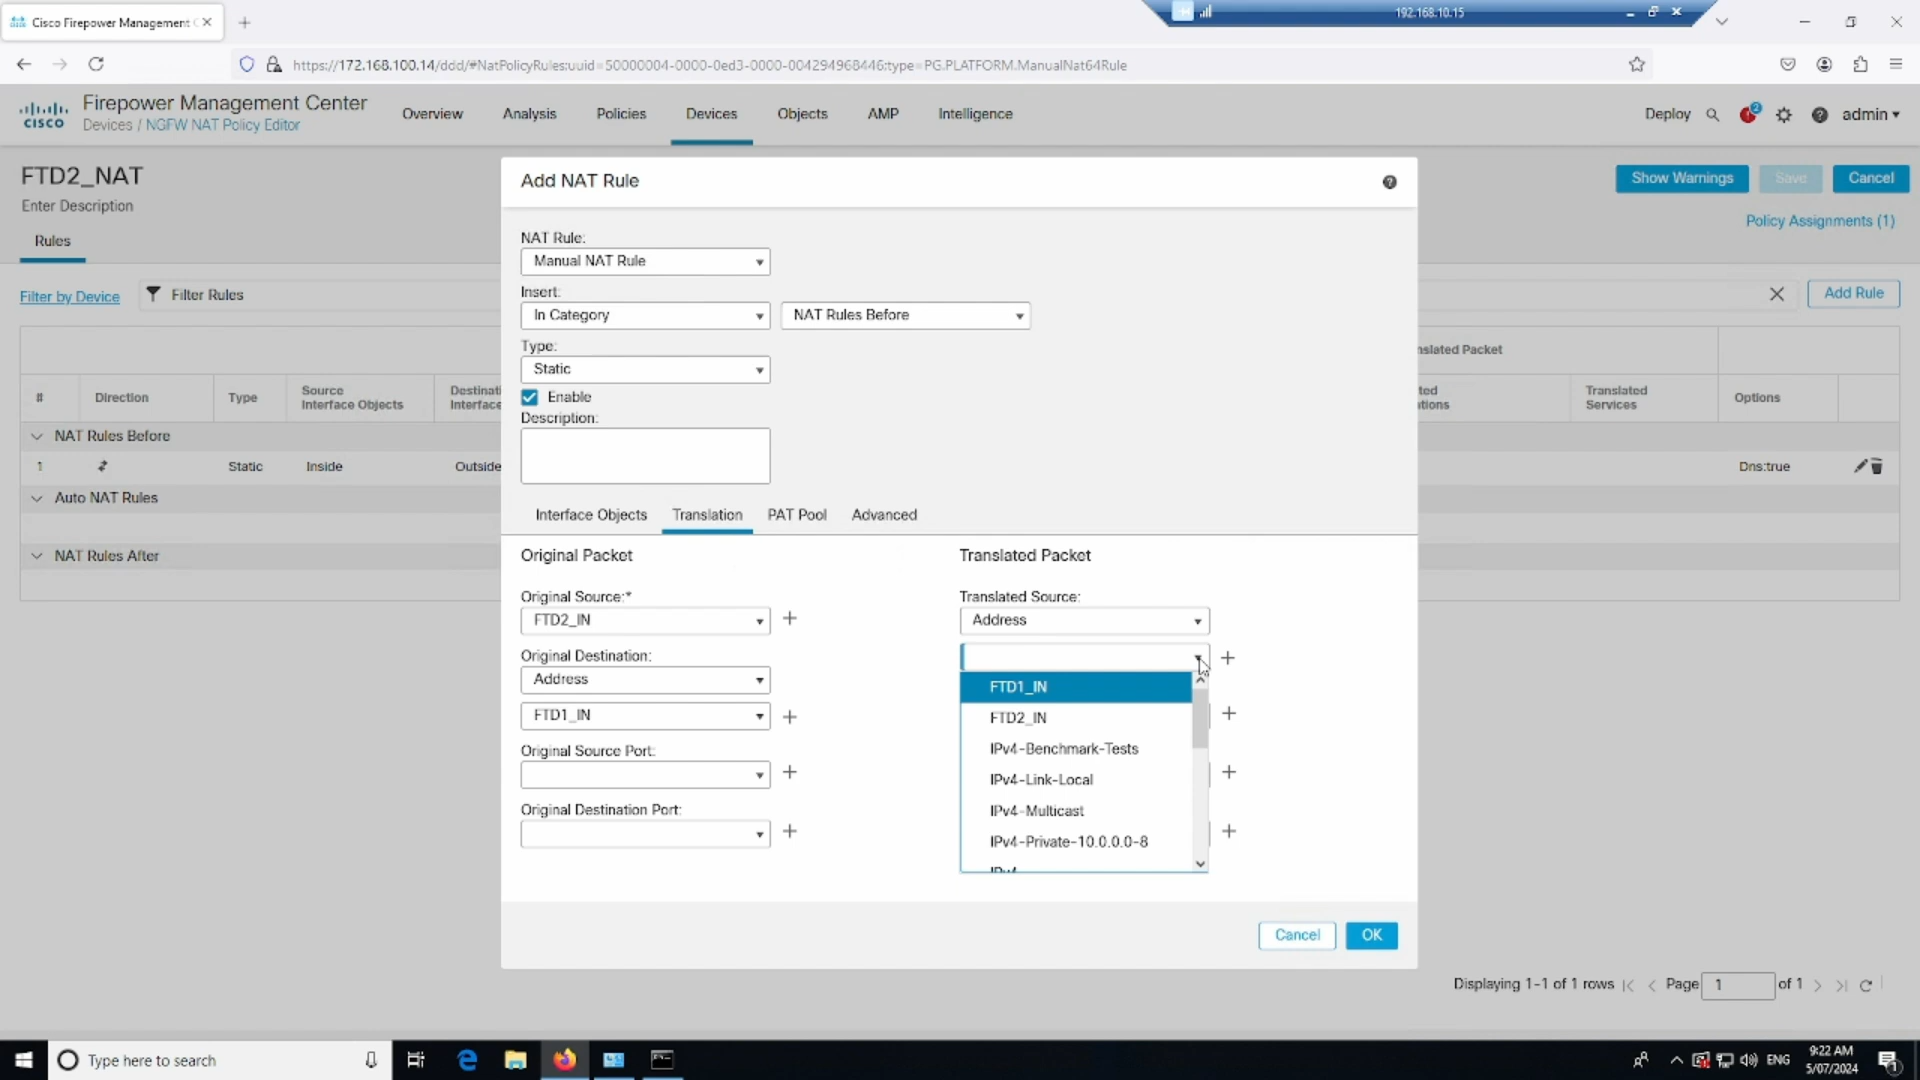 Cisco Firepower Management C
192.168.10.15
https://172.168.100.14/ddd/#NatPolicyRules:uuid=50000004-0000-0ed3-0000-004294968446;type=PG.PLATFORM.ManualNat64Rule
CISCO
Firepower Management Center
Devices / NGFW NAT Policy Editor
Overview
Analysis
Policies
Devices
Objects
AMP
Intelligence
Deploy
2
admin
FTD2_NAT
Enter Description
Show Warnings
Save
Cancel
Policy Assignments (1)
Rules
Filter by Device
Filter Rules
Add Rule
nslated Packet
#
Direction
Type
Source
Interface Objects
Destinati
Interface
ted
tions
Translated
Services
Options
NAT Rules Before
1
Static
Inside
Outside
Dns:true
Auto NAT Rules
NAT Rules After
Add NAT Rule
NAT Rule:
Manual NAT Rule
Insert:
In Category
NAT Rules Before
Type:
Static
Enable
Description:
Interface Objects
Translation
PAT Pool
Advanced
Original Packet
Translated Packet
Original Source:*
FTD2_IN
Translated Source:
Address
Original Destination:
Address
FTD1_IN
Original Source Port:
Original Destination Port:
FTD1_IN
FTD2_IN
IPv4-Benchmark-Tests
IPv4-Link-Local
IPv4-Multicast
IPv4-Private-10.0.0.0-8
Cancel
OK
Displaying 1-1 of 1 rows
Page
1
of 1
Type here to search
ENG
9:22 AM
5/07/2024
1